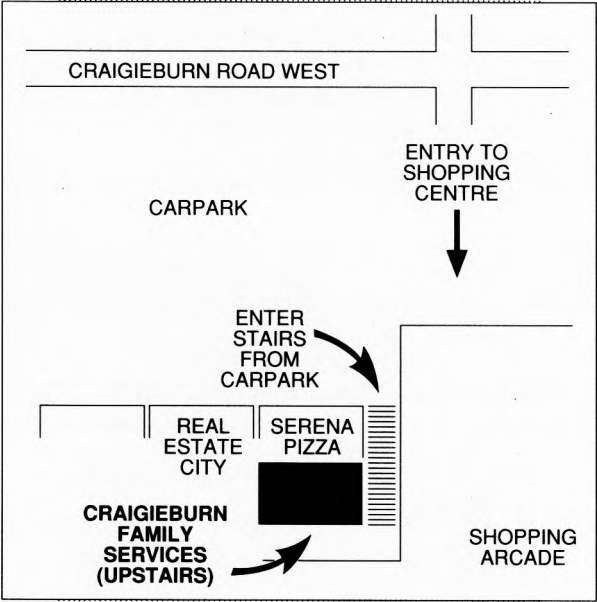 CRAIGIEBURN ROAD WEST
ENTRY TO
SHOPPING
CENTRE
CARPARK
ENTER
STAIRS
FROM
CARPARK
REAL
ESTATE
CITY
SERENA
PIZZA
CRAIGIEBURN
FAMILY
SERVICES
(UPSTAIRS)
SHOPPING
ARCADE